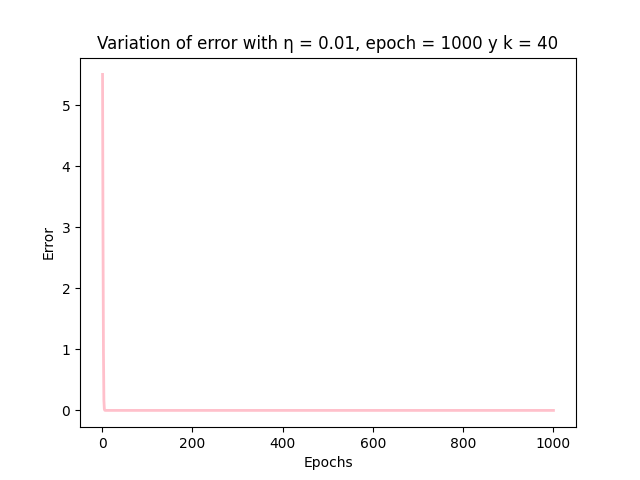 Variation of error with η = 0.01, epoch = 1000 y k = 40
5
4
3
2
1
0
Error
0 200 400 600 800 1000
Epochs